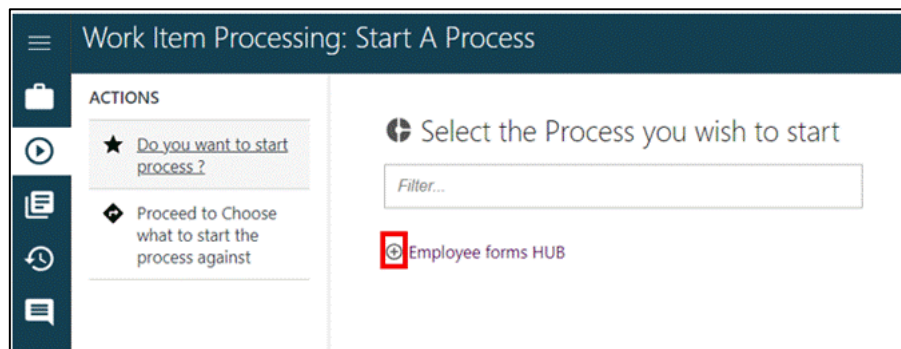 Work Item Processing: Start A Process
ACTIONS
Do you want to start
process ?
Proceed to Choose
what to start the
process against
Select the Process you wish to start
Filter...
Employee forms HUB